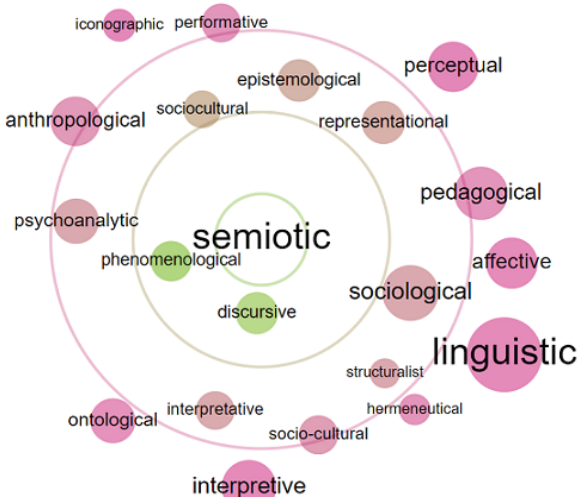 iconographic
performative
perceptual
epistemological
sociocultural
representational
anthropological
pedagogical
psychoanalytic
semiotic
phenomenological
affective
sociological
discursive
linguistic
structuralist
interpretative
hermeneutical
ontological
socio-cultural
interpretive